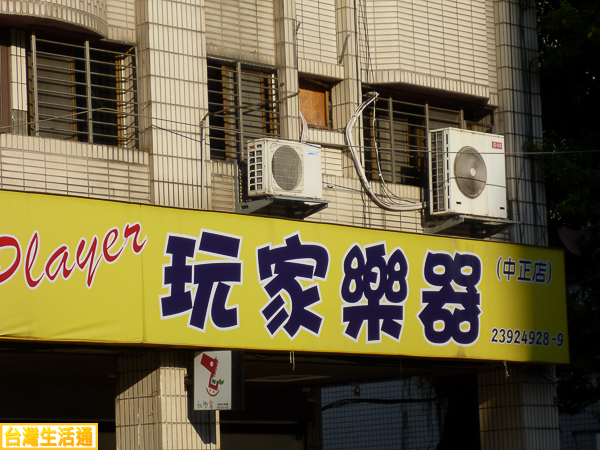 Player
玩家樂器
(中正店)
23924928-9
台灣生活通